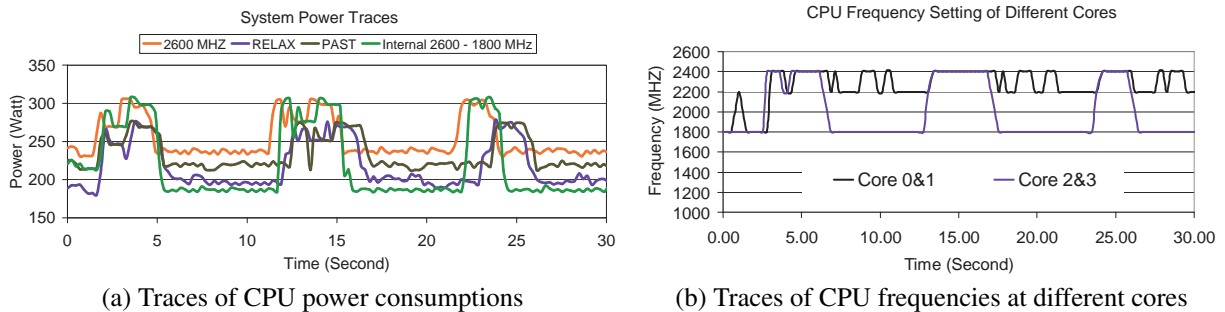 System Power Traces
2600 MHZ RELAX PAST Internal 2600 - 1800 MHz
350
300
250
200
150
Power (Watt)
0 5 10 15 20 25 30
Time (Second)
(a) Traces of CPU power consumptions
CPU Frequency Setting of Different Cores
2600
2400
2200
2000
1800
1600
1400
1200
1000
Frequency (MHZ)
Core 0&1 Core 2&3
0.00 5.00 10.00 15.00 20.00 25.00 30.00
Time (Second)
(b) Traces of CPU frequencies at different cores